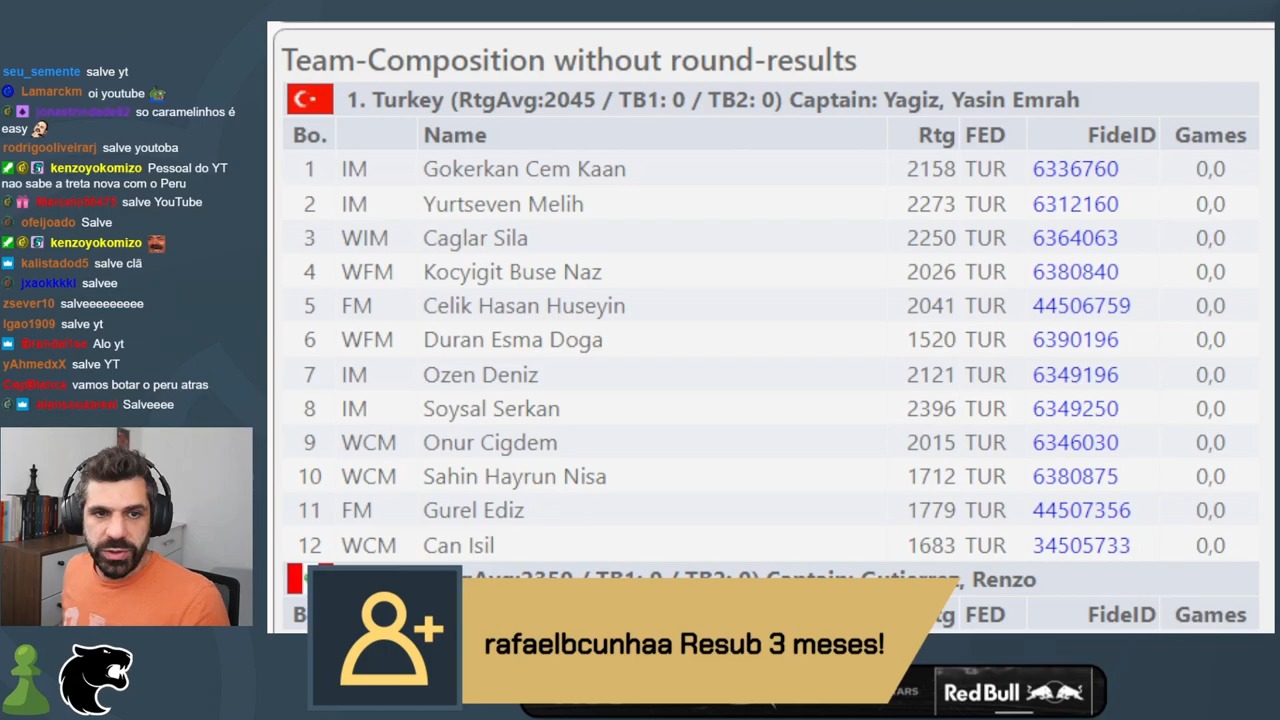 seu_semente salve yt
Lamarckm oi youtube
so caramelinhos é
easy
rodrigooliveirarj salve youtoba
kenzoyokomizo Pessoal do YT
nao sabe a treta nova com o Peru
salve YouTube
ofeijoado Salve
kenzoyokomizo
kalistadod5 salve clã
jxaokkkkl salvee
zsever10 salveeeeeeeee
lgao1909 salve yt
Alo yt
yAhmedxX salve YT
vamos botar o peru atras
Salveeee
Team-Composition without round-results
1. Turkey (RtgAvg:2045 / TB1: 0 / TB2: 0) Captain: Yagiz, Yasin Emrah
Bo. Name Rtg FED FideID Games
1 IM Gokerkan Cem Kaan 2158 TUR 6336760 0,0
2 IM Yurtseven Melih 2273 TUR 6312160 0,0
3 WIM Caglar Sila 2250 TUR 6364063 0,0
4 WFM Kocyigit Buse Naz 2026 TUR 6380840 0,0
5 FM Celik Hasan Huseyin 2041 TUR 44506759 0,0
6 WFM Duran Esma Doga 1520 TUR 6390196 0,0
7 IM Ozen Deniz 2121 TUR 6349196 0,0
8 IM Soysal Serkan 2396 TUR 6349250 0,0
9 WCM Onur Cigdem 2015 TUR 6346030 0,0
10 WCM Sahin Hayrun Nisa 1712 TUR 6380875 0,0
11 FM Gurel Ediz 1779 TUR 44507356 0,0
12 WCM Can Isil 1683 TUR 34505733 0,0
Renzo
FED FideID Games
rafaelbcunhaa Resub 3 meses!
Red Bull